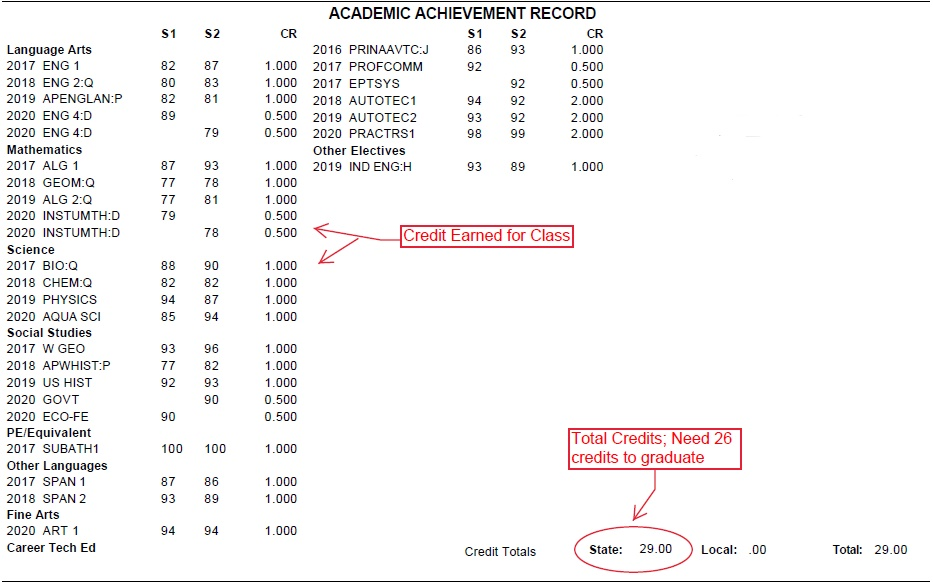 ACADEMIC ACHIEVEMENT RECORD
S1 S2 CR
Language Arts
2017 ENG 1 82 87 1.000
2018 ENG 2:Q 80 83 1.000
2019 APENGLAN:P 82 81 1.000
2020 ENG 4:D 89 0.500
2020 ENG 4:D 79 0.500
Mathematics
2017 ALG 1 87 93 1.000
2018 GEOM:Q 77 78 1.000
2019 ALG 2:Q 77 81 1.000
2020 INSTUMTH:D 79 0.500
2020 INSTUMTH:D 78 0.500
Science
2017 BIO:Q 88 90 1.000
2018 CHEM:Q 82 82 1.000
2019 PHYSICS 94 87 1.000
2020 AQUA SCI 85 94 1.000
Social Studies
2017 W GEO 93 96 1.000
2018 APWHIST:P 77 82 1.000
2019 US HIST 92 93 1.000
2020 GOVT 90 0.500
2020 ECO-FE 90 0.500
PE/Equivalent
2017 SUBATH1 100 100 1.000
Other Languages
2017 SPAN 1 87 86 1.000
2018 SPAN 2 93 89 1.000
Fine Arts
2020 ART 1 94 94 1.000
Career Tech Ed
S1 S2 CR
2016 PRINAAVTC:J 86 93 1.000
2017 PROFCOMM 92 0.500
2017 EPTSYS 92 0.500
2018 AUTOTEC1 94 92 2.000
2019 AUTOTEC2 93 92 2.000
2020 PRACTRS1 98 99 2.000
Other Electives
2019 IND ENG:H 93 89 1.000
Credit Earned for Class
Total Credits; Need 26
credits to graduate
Credit Totals State: 29.00 Local: .00 Total: 29.00